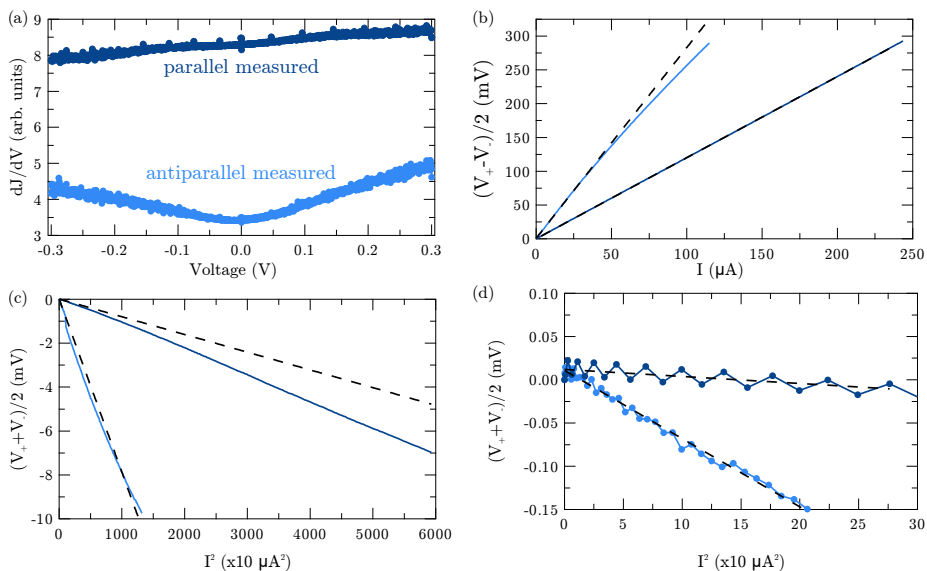 (a)
9
8
7
6
5
4
3
dJ/dV (arb. units)
parallel measured
antiparallel measured
-0.3 -0.2 -0.1 0.0 0.1 0.2 0.3
Voltage (V)
(b)
300
250
200
150
100
50
0
(V₊-V₋)/2 (mV)
0 50 100 150 200 250
I (μA)
(c)
0
-2
-4
-6
-8
-10
(V₊+V₋)/2 (mV)
0 1000 2000 3000 4000 5000 6000
I² (x10 μA²)
(d)
0.10
0.05
0.00
-0.05
-0.10
-0.15
(V₊+V₋)/2 (mV)
0 5 10 15 20 25 30
I² (x10 μA²)